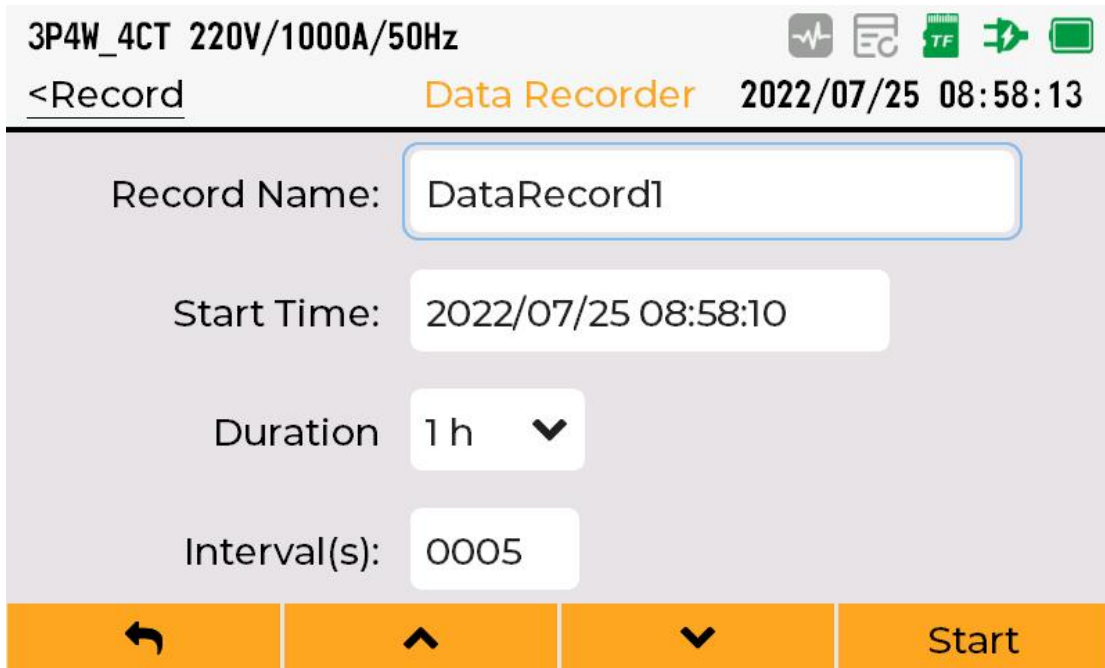 3P4W_4CT 220V/1000A/50Hz TF
<Record Data Recorder 2022/07/25 08:58:13
Record Name: DataRecord1
Start Time: 2022/07/25 08:58:10
Duration 1 h
Interval(s): 0005
Start